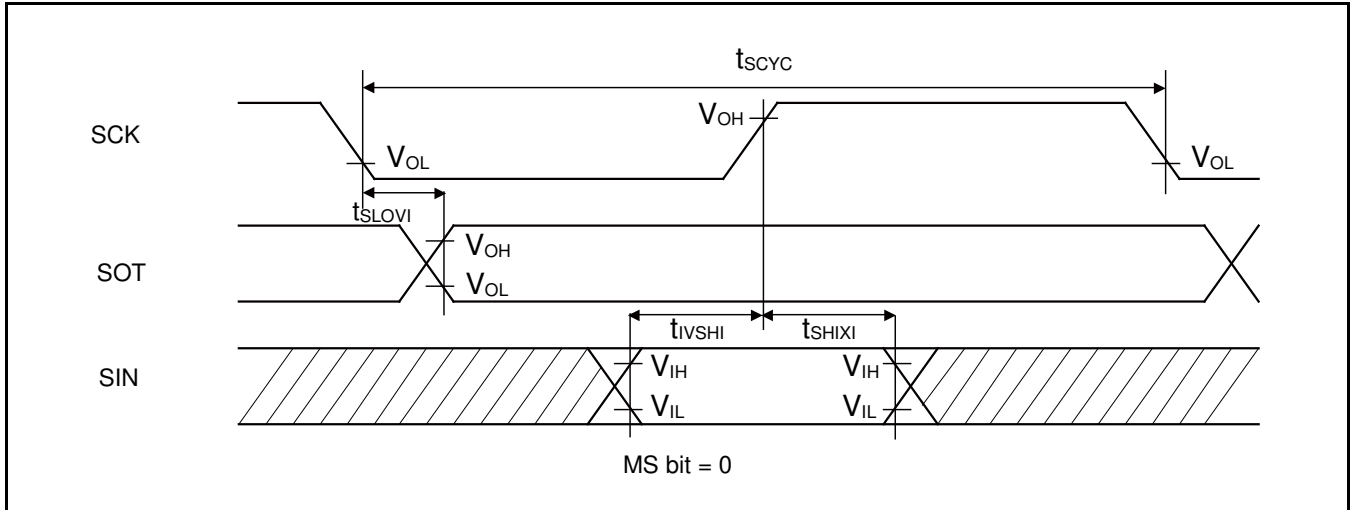 tSCYC
SCK
VOH
VOL
VOL
tSLOVI
SOT
VOH
VOL
tIVSHI
tSHIXI
SIN
VIH
VIH
VIL
VIL
MS bit = 0